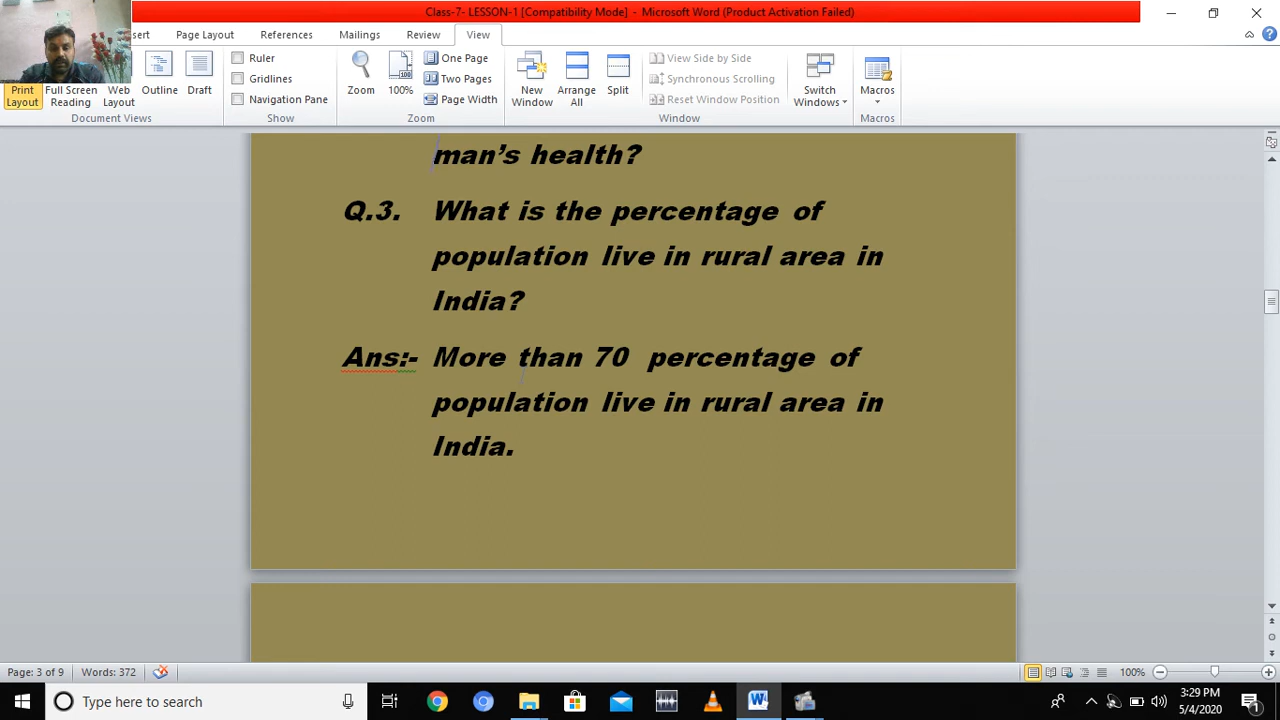 Class-7- LESSON-1 [Compatibility Mode] - Microsoft Word (Product Activation Failed)
sert Page Layout References Mailings Review View
Print Layout
Full Screen Reading
Web Layout
Outline
Draft
Document Views
Ruler
Gridlines
Navigation Pane
Show
Zoom
100
100%
One Page
Two Pages
Page Width
Zoom
New Window
Arrange All
Split
View Side by Side
Synchronous Scrolling
Reset Window Position
Window
Switch Windows
Macros
Macros
man’s health?
Q.3. What is the percentage of
population live in rural area in
India?
Ans:- More than 70 percentage of
population live in rural area in
India.
Page: 3 of 9 Words: 372 100%
Type here to search
3:29 PM
5/4/2020
1